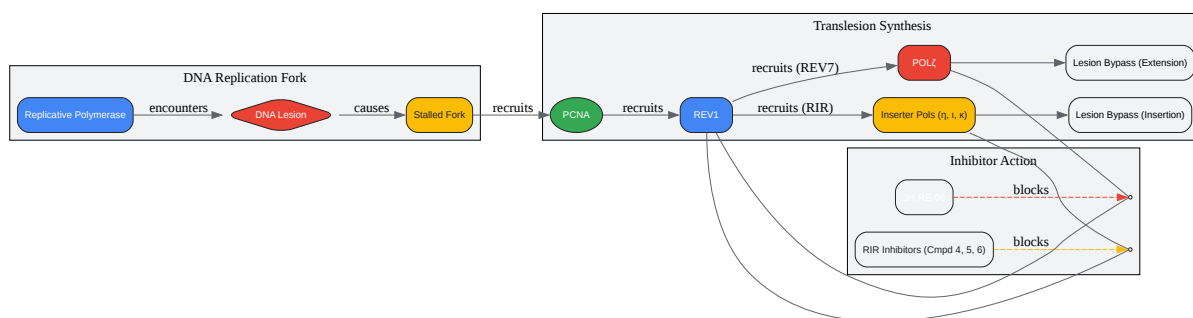 Translesion Synthesis
DNA Replication Fork
Replicative Polymerase
encounters
DNA Lesion
causes
Stalled Fork
recruits
PCNA
recruits
REV1
recruits (REV7)
POLζ
Lesion Bypass (Extension)
recruits (RIR)
Inserter Pols (η, ι, κ)
Lesion Bypass (Insertion)
Inhibitor Action
blocks
RIR Inhibitors (Cmpd 4, 5, 6)
blocks